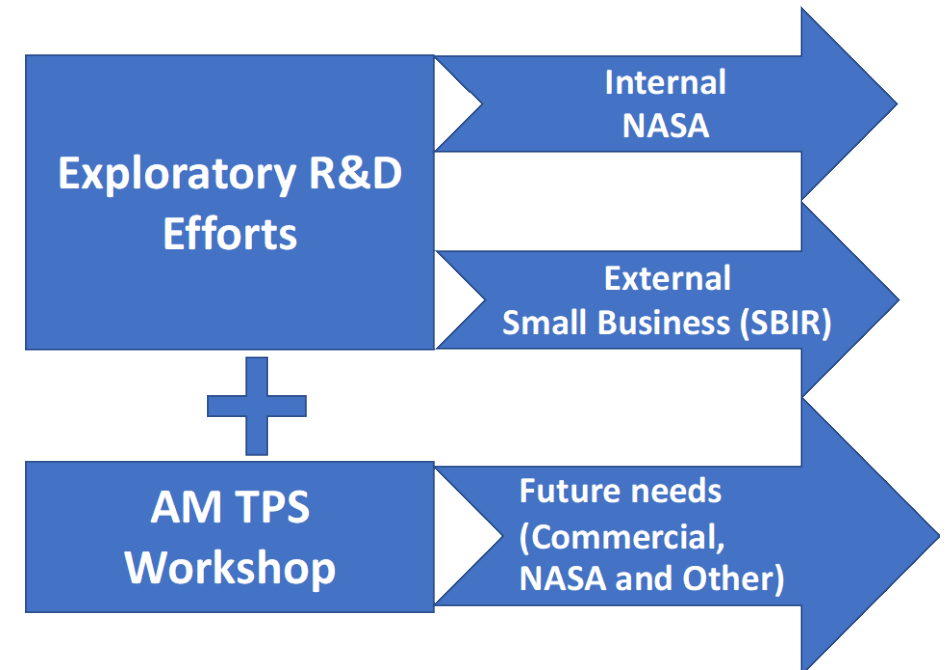 Exploratory R&D
Efforts
Internal
NASA
External
Small Business (SBIR)
AM TPS
Workshop
Future needs
(Commercial,
NASA and Other)